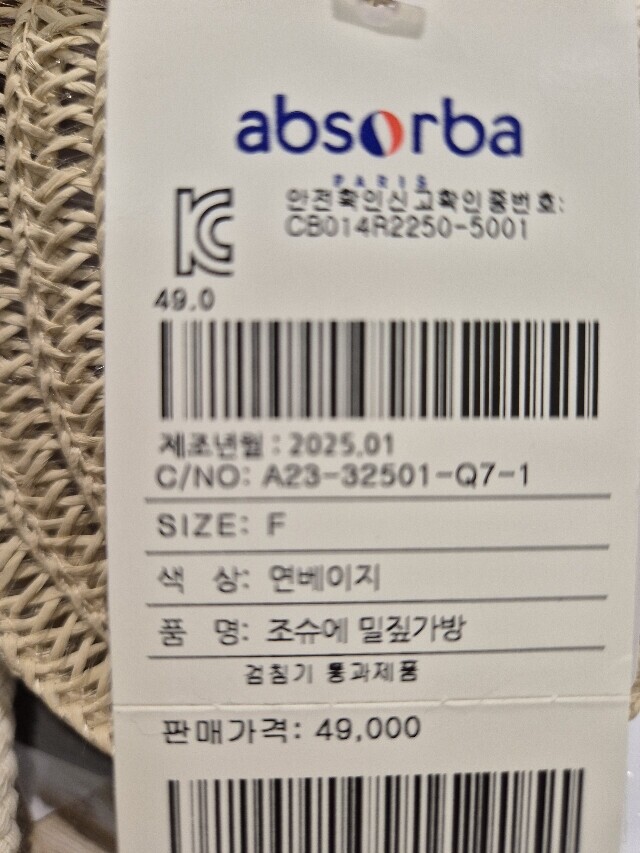 absorba
PARIS
안전확인신고확인증번호:
CB014R2250-5001
49.0
제조년월 : 2025.01
C/NO: A23-32501-Q7-1
SIZE: F
색 상: 연베이지
품 명: 조슈에 밀짚가방
검침기 통과제품
판매가격: 49,000